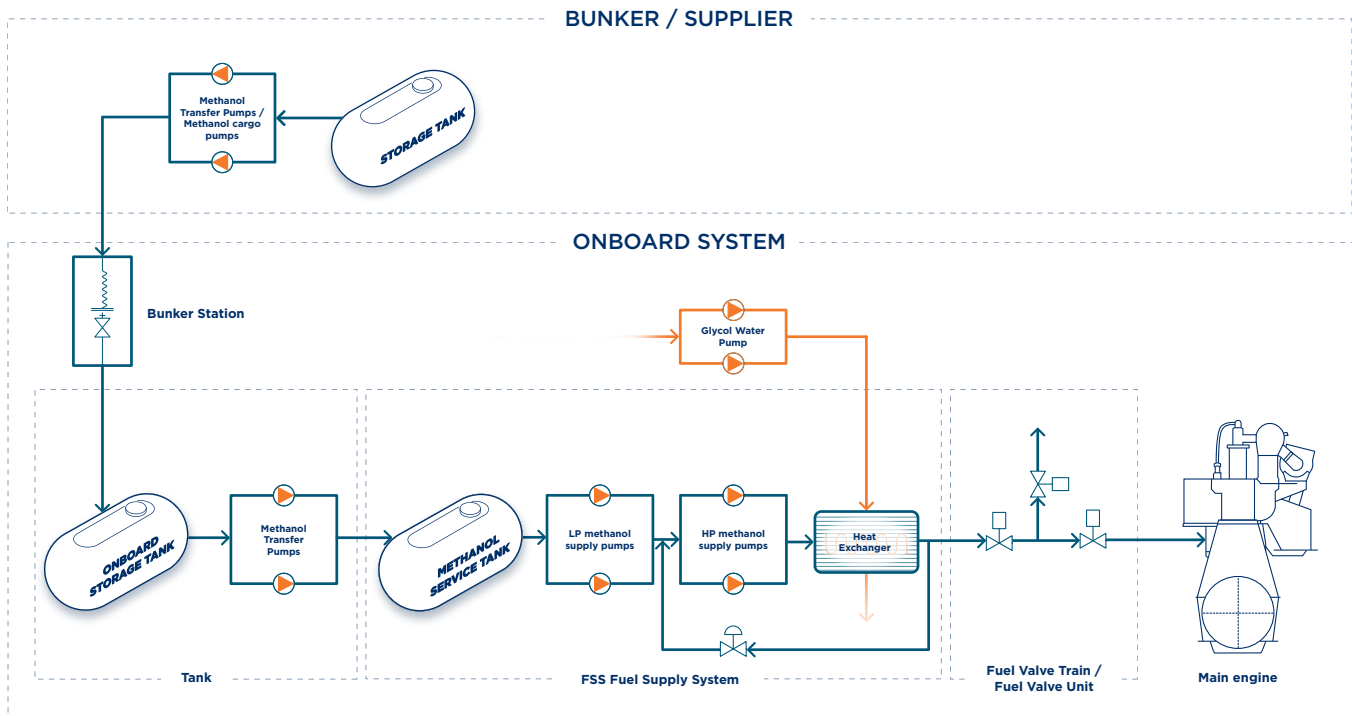 BUNKER / SUPPLIER
Methanol
Transfer Pumps /
Methanol cargo
pumps
STORAGE TANK
ONBOARD SYSTEM
Bunker Station
Glycol Water
Pump
ONBOARD
STORAGE TANK
Methanol
Transfer
Pumps
METHANOL
SERVICE TANK
LP methanol
supply pumps
HP methanol
supply pumps
Heat
Exchanger
Tank
FSS Fuel Supply System
Fuel Valve Train /
Fuel Valve Unit
Main engine